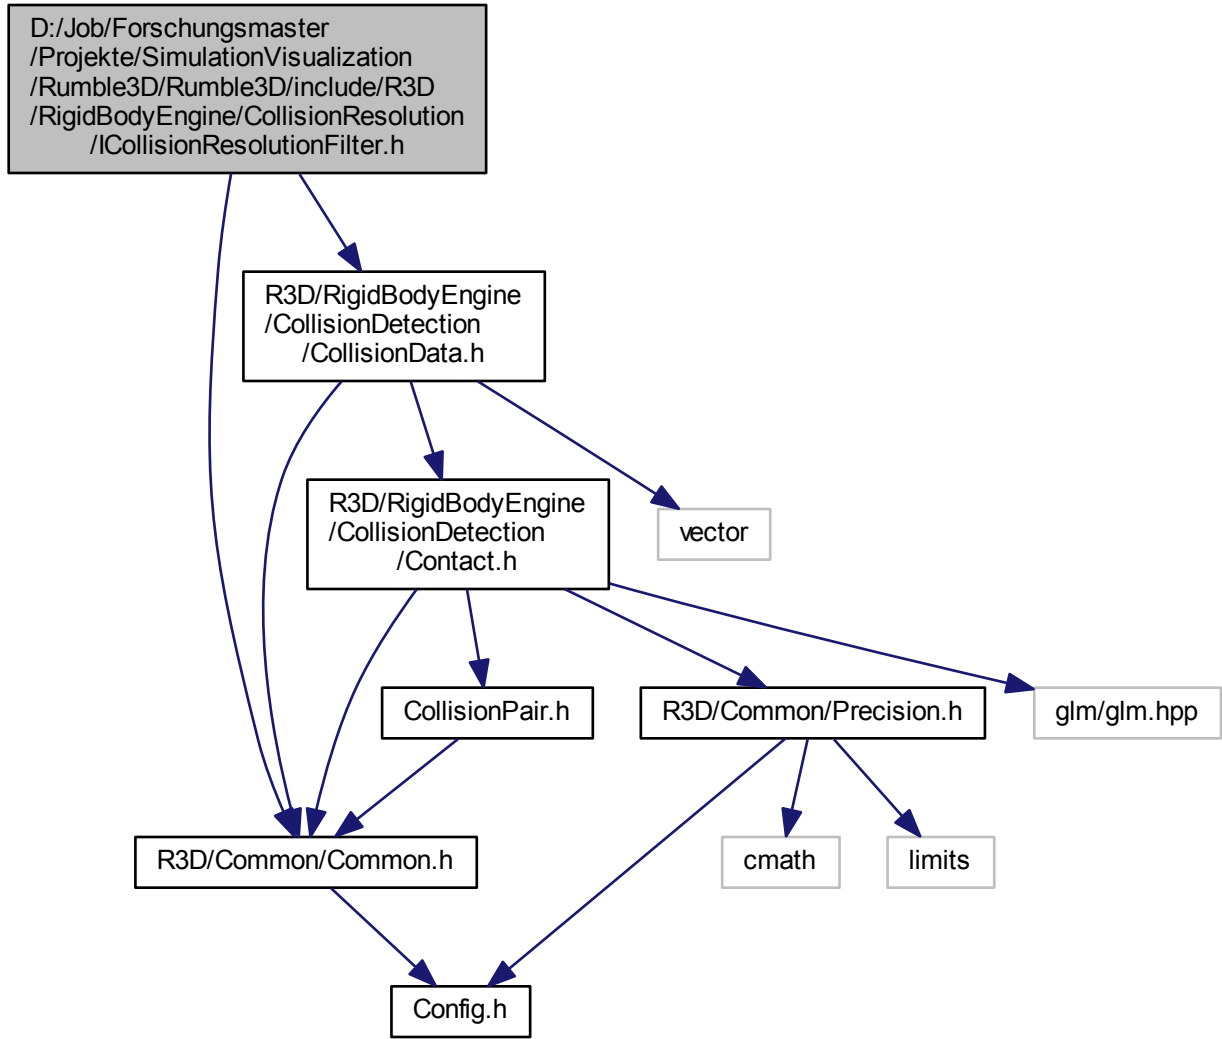 D:/Job/Forschungsmaster
/Projekte/SimulationVisualization
/Rumble3D/Rumble3D/include/R3D
/RigidBodyEngine/CollisionResolution
/ICollisionResolutionFilter.h
R3D/RigidBodyEngine
/CollisionDetection
/CollisionData.h
R3D/RigidBodyEngine
/CollisionDetection
/Contact.h
vector
CollisionPair.h
R3D/Common/Precision.h
glm/glm.hpp
R3D/Common/Common.h
cmath
limits
Config.h